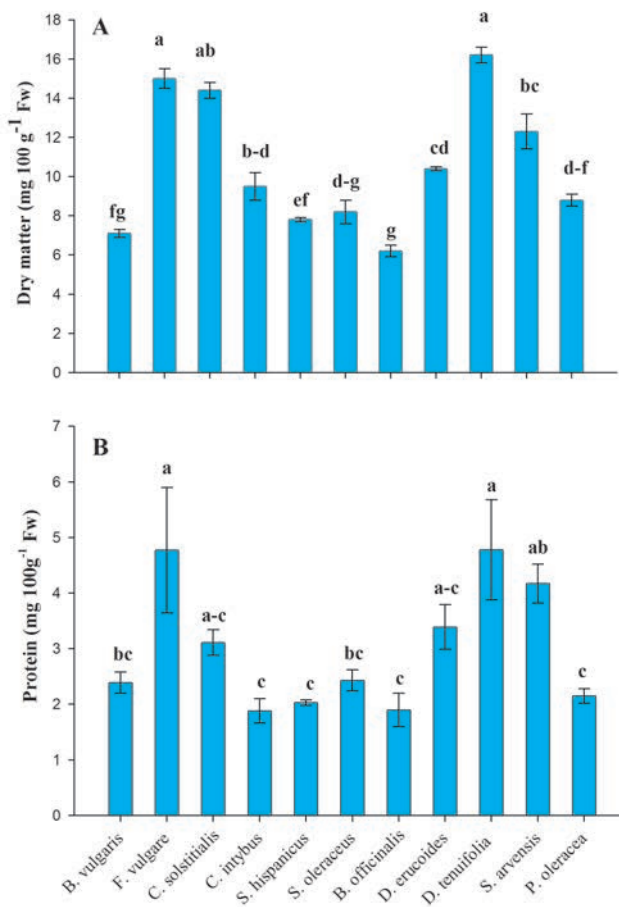 A
Dry matter (mg 100 g-1 Fw)
18
16
14
12
10
8
6
4
2
0
fg
a
ab
b-d
ef
d-g
g
cd
a
bc
d-f
B
Protein (mg 100g-1 Fw)
7
6
5
4
3
2
1
0
bc
a
a-c
c
c
bc
c
a-c
a
ab
c
B. vulgaris
F. vulgare
C. solstitialis
C. intybus
S. hispanicus
S. oleraceus
B. officinalis
D. erucoides
D. tenuifolia
S. arvensis
P. oleracea